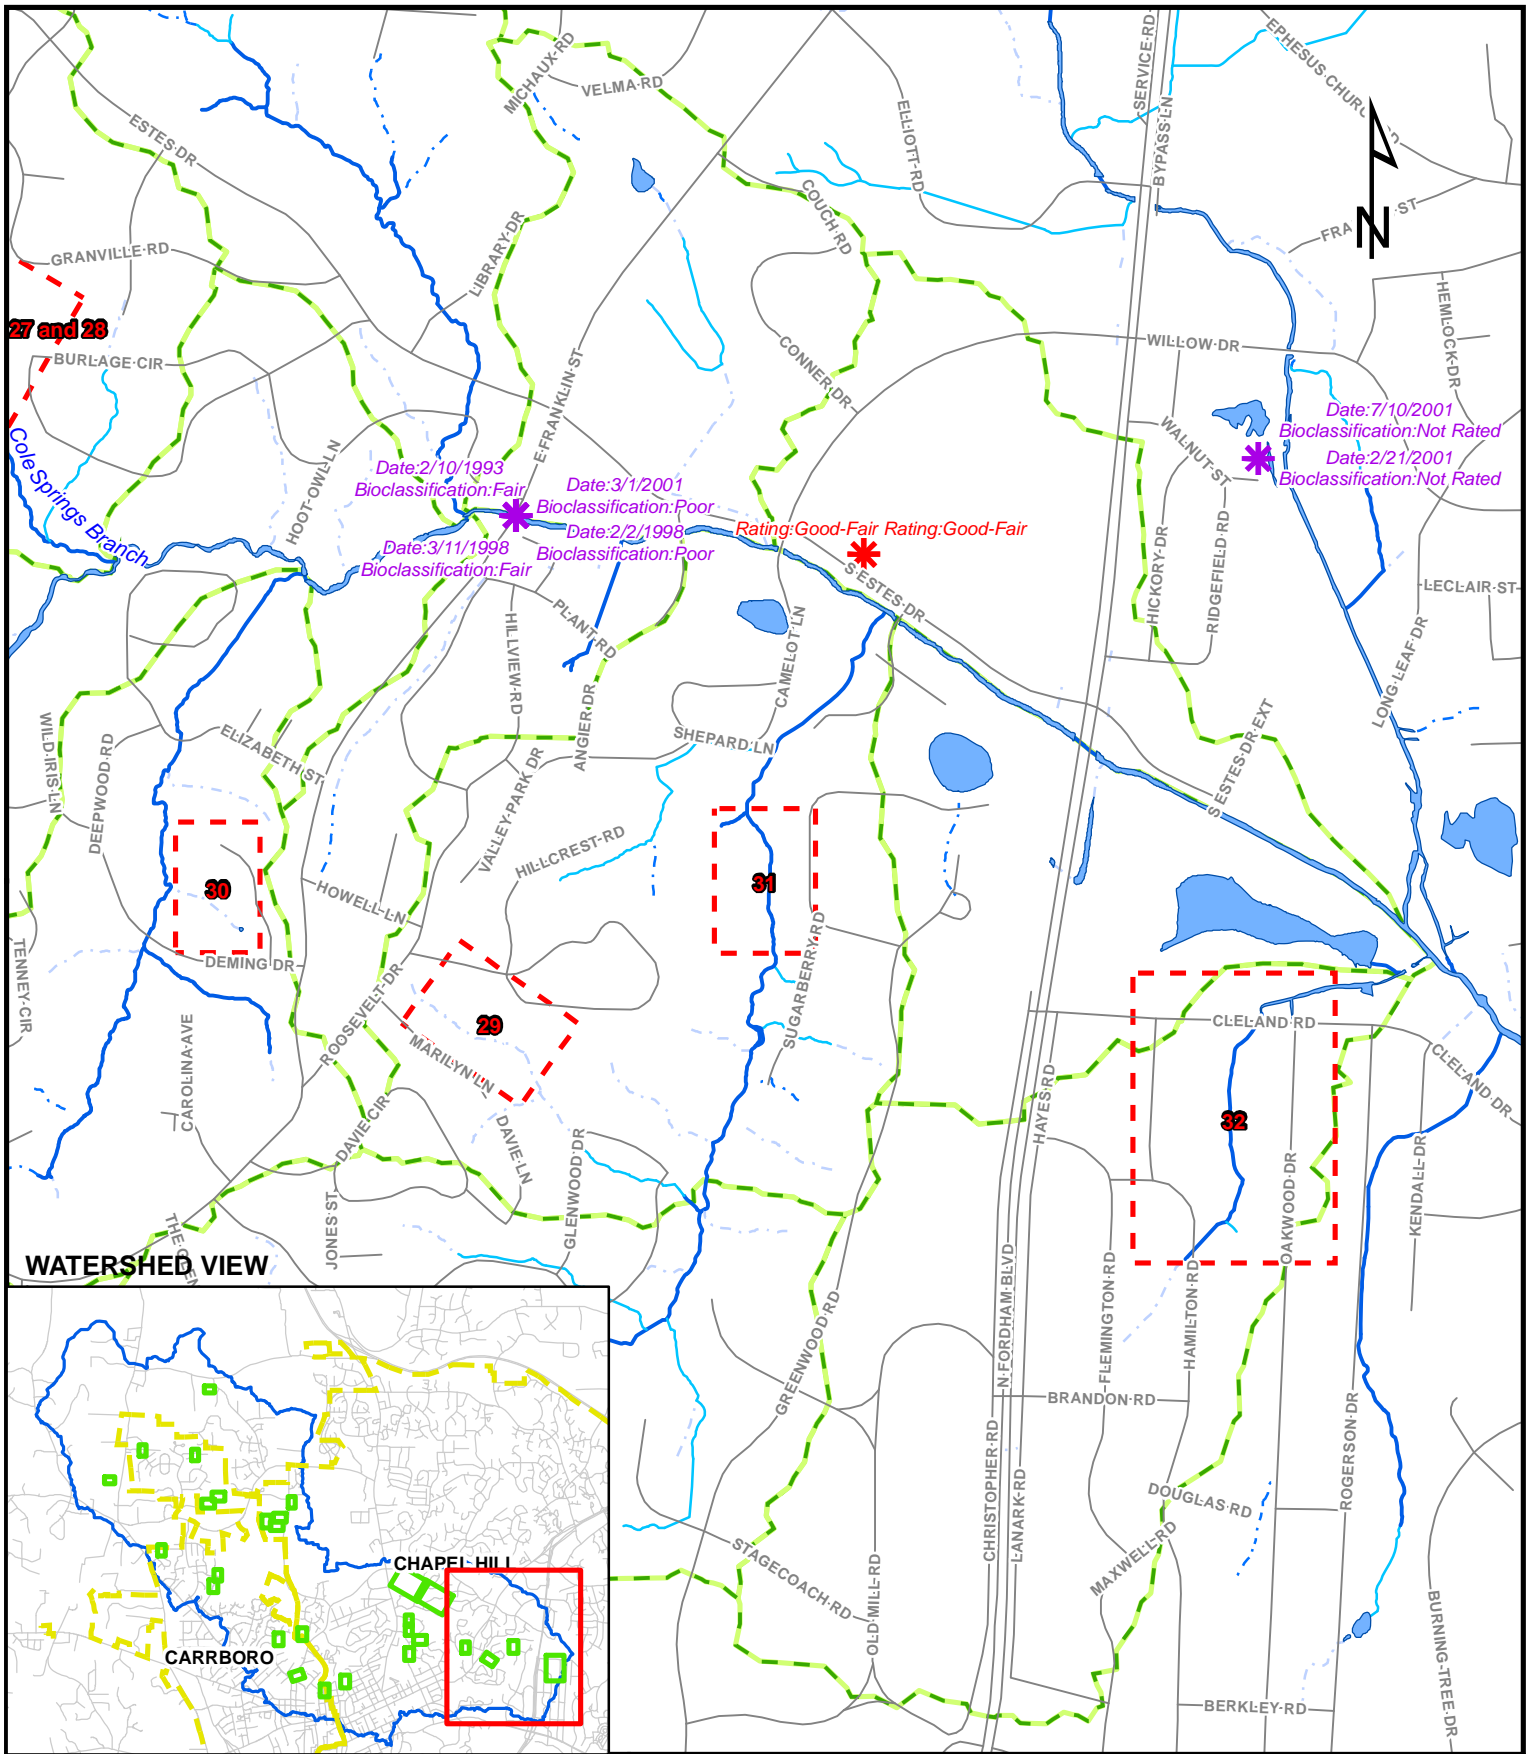 MICHAUX RD
VELMA RD
ELLIOTT RD
SERVICE RD
BYPASS LN
ESTES DR
COUCH RD
N
GRANVILLE RD
LIBRARY DR
HEMLOCK DR
27 and 28
BURLAGE CIR
E FRANKLIN ST
CONNER DR
WILLOW DR
Date:7/10/2001
Bioclassification:Not Rated
Date:2/21/2001
Bioclassification:Not Rated
WALNUT ST
Cole Springs Branch
HOOT OWL LN
Date:2/10/1993
Bioclassification:Fair
Date:3/1/2001
Bioclassification:Poor
Date:2/2/1998
Bioclassification:Poor
Date:3/11/1998
Bioclassification:Fair
Rating:Good-Fair Rating:Good-Fair
S ESTES DR
HICKORY DR
RIDGEFIELD RD
LECLAIR ST
PLANT RD
HILLVIEW RD
CAMELOT LN
LONG LEAF DR
WILD IRIS LN
DEEPWOOD RD
ELIZABETH ST
ANGIER DR
SHEPARD LN
S ESTES DR EXT
VALLEY PARK DR
HILLCREST RD
30
31
HOWELL LN
TENNEY CIR
DEMING DR
SUGARBERRY RD
ROOSEVELT DR
29
MARILYN LN
CLELAND RD
CLELAND DR
CAROLINA AVE
HAYES RD
32
DAVIE CIR
DAVIE LN
GLENWOOD DR
JONES ST
OAKWOOD DR
KENDALL DR
WATERSHED VIEW
GREENWOOD RD
N FORDHAM BLVD
FLEMINGTON RD
HAMILTON RD
BRANDON RD
CHRISTOPHER RD
LANARK RD
ROGERSON DR
DOUGLAS RD
MAXWELL RD
STAGECOACH RD
OLD MILL RD
BURNING TREE DR
BERKLEY RD
CHAPEL HILL
CARRBORO